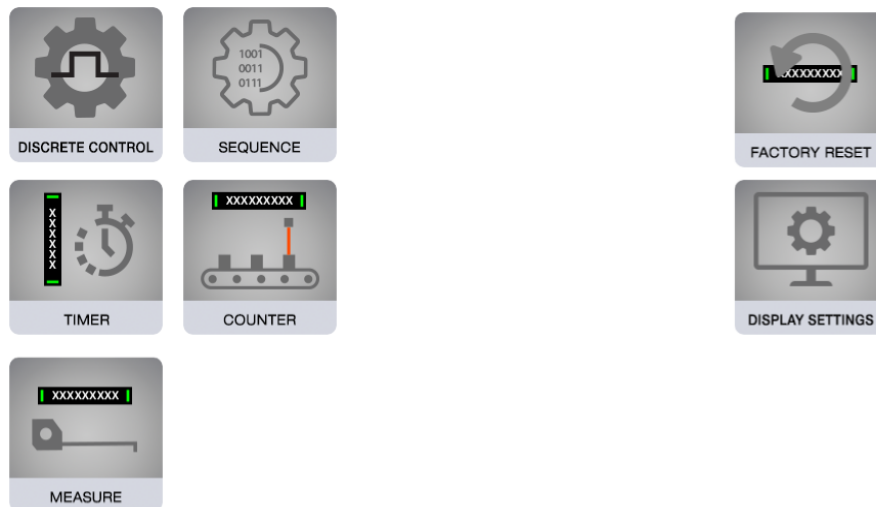 1001
0011
0111
XXXXXXXXX
DISCRETE CONTROL
SEQUENCE
FACTORY RESET
XXXXXX
XXXXXXXXX
TIMER
COUNTER
DISPLAY SETTINGS
XXXXXXXXX
MEASURE